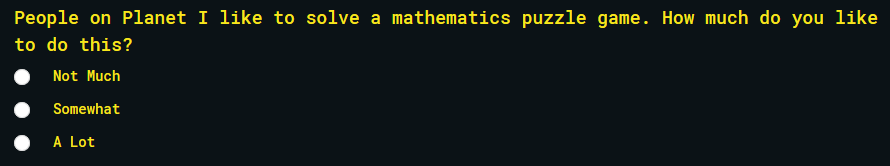 People on Planet I like to solve a mathematics puzzle game. How much do you like
to do this?
Not Much
Somewhat
A Lot